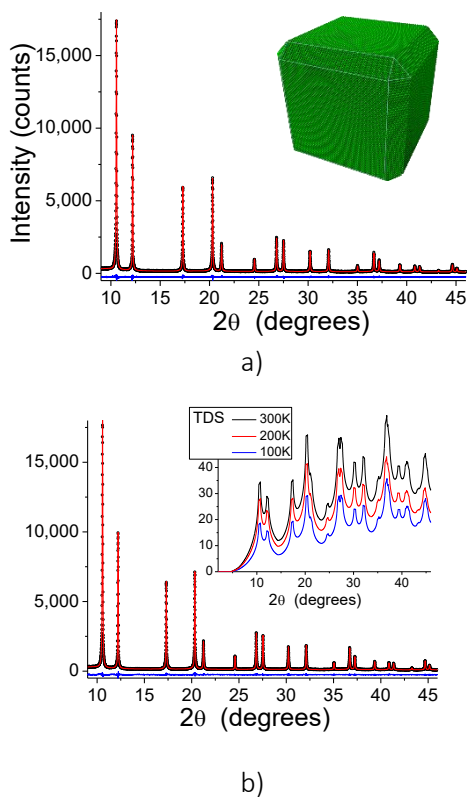 15,000
10,000
5,000
0
Intensity (counts)
10 15 20 25 30 35 40 45
2θ (degrees)
a)
TDS
300K
200K
100K
40
30
20
10
0
10 20 30 40
2θ (degrees)
15,000
10,000
5,000
0
10 15 20 25 30 35 40 45
2θ (degrees)
b)